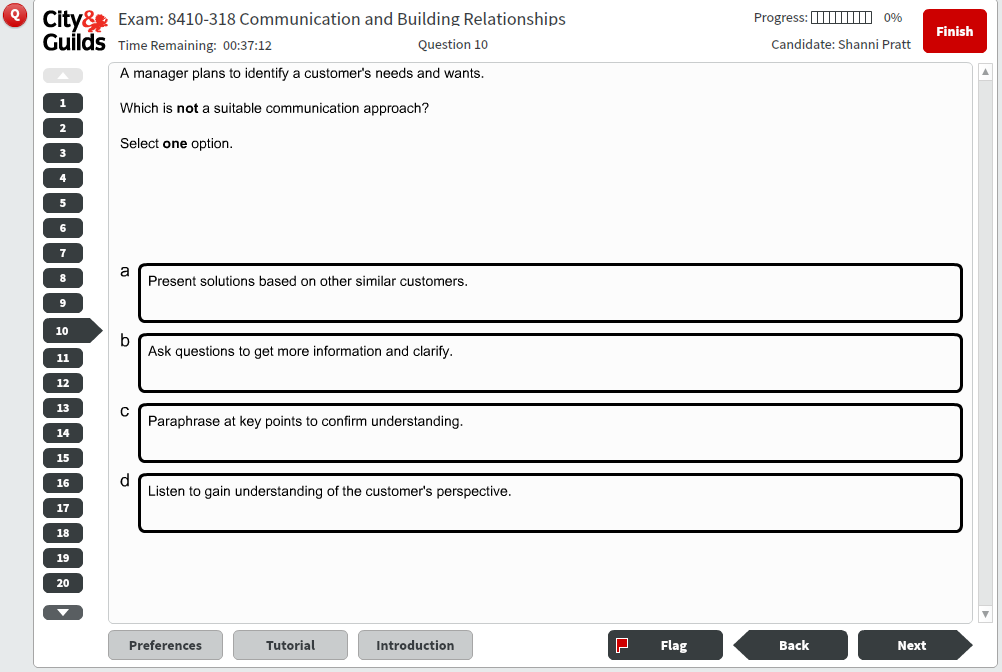 Q
City&
Guilds
Exam: 8410-318 Communication and Building Relationships
Time Remaining: 00:37:12
Question 10
Progress:
0%
Candidate: Shanni Pratt
Finish
1
2
3
4
5
6
7
8
9
10
11
12
13
14
15
16
17
18
19
20
A manager plans to identify a customer's needs and wants.
Which is not a suitable communication approach?
Select one option.
a
Present solutions based on other similar customers.
b
Ask questions to get more information and clarify.
c
Paraphrase at key points to confirm understanding.
d
Listen to gain understanding of the customer's perspective.
Preferences
Tutorial
Introduction
Flag
Back
Next